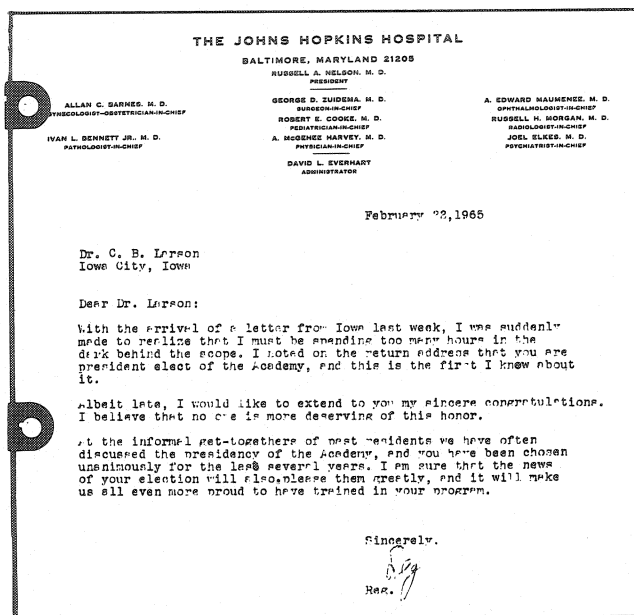 THE JOHNS HOPKINS HOSPITAL
BALTIMORE, MARYLAND 21205
RUSSELL A. NELSON, M. D.
PRESIDENT
ALLAN C. BARNES, M. D.
GYNECOLOGIST-OBSTETRICIAN-IN-CHIEF
IVAN L. BENNETT JR., M. D.
PATHOLOGIST-IN-CHIEF
GEORGE D. ZUIDEMA, M. D.
SURGEON-IN-CHIEF
ROBERT E. COOKE, M. D.
PEDIATRICIAN-IN-CHIEF
A. McGEHEE HARVEY, M. D.
PHYSICIAN-IN-CHIEF
DAVID L. EVERHART
ADMINISTRATOR
A. EDWARD MAUMENEE, M. D.
OPHTHALMOLOGIST-IN-CHIEF
RUSSELL H. MORGAN, M. D.
RADIOLOGIST-IN-CHIEF
JOEL ELKES, M. D.
PSYCHIATRIST-IN-CHIEF
February 22,1965
Dr. C. B. Larson
Iowa City, Iowa
Dear Dr. Larson:
With the arrival of a letter from Iowa last week, I was suddenly
made to realize that I must be spending too many hours in the
dark behind the scope. I noted on the return address that you are
president elect of the Academy, and this is the first I know about
it.
Albeit late, I would like to extend to you my sincere congratulations.
I believe that no one is more deserving of this honor.
At the informal get-togethers of past residents we have often
discussed the presidency of the Academy, and you have been chosen
unanimously for the last several years. I am sure that the news
of your election will also.please them greatly, and it will make
us all even more proud to have trained in your program.
Sincerely.
Reg
Reg.